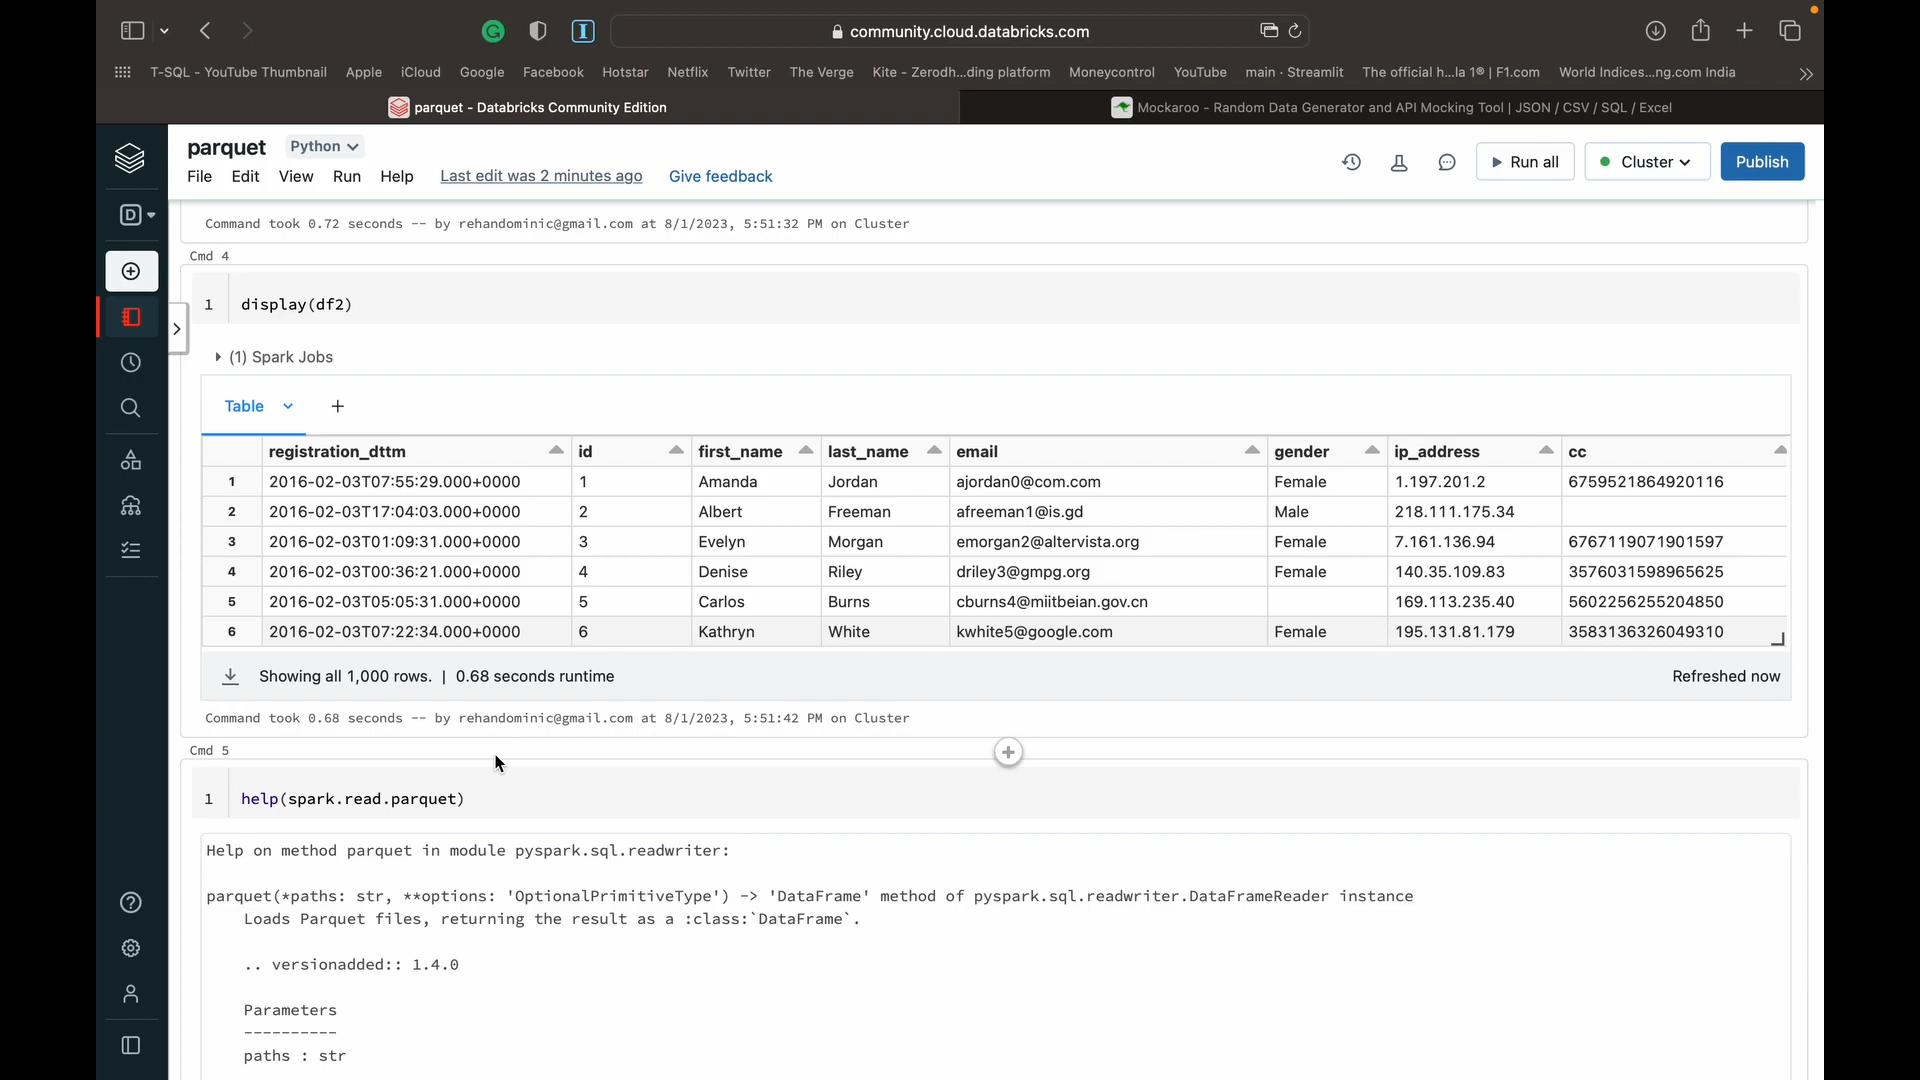 community.cloud.databricks.com
T-SQL - YouTube Thumbnail Apple iCloud Google Facebook Hotstar Netflix Twitter The Verge Kite - Zerodh...ding platform Moneycontrol YouTube main · Streamlit The official h...la 1® | F1.com World Indices...ng.com India
parquet - Databricks Community Edition Mockaroo - Random Data Generator and API Mocking Tool | JSON / CSV / SQL / Excel
parquet Python
File Edit View Run Help Last edit was 2 minutes ago Give feedback Run all Cluster Publish
D
Command took 0.72 seconds -- by rehandominic@gmail.com at 8/1/2023, 5:51:32 PM on Cluster
Cmd 4
1 display(df2)
(1) Spark Jobs
Table +
registration_dttm id first_name last_name email gender ip_address cc
1 2016-02-03T07:55:29.000+0000 1 Amanda Jordan ajordan0@com.com Female 1.197.201.2 6759521864920116
2 2016-02-03T17:04:03.000+0000 2 Albert Freeman afreeman1@is.gd Male 218.111.175.34
3 2016-02-03T01:09:31.000+0000 3 Evelyn Morgan emorgan2@altervista.org Female 7.161.136.94 6767119071901597
4 2016-02-03T00:36:21.000+0000 4 Denise Riley driley3@gmpg.org Female 140.35.109.83 3576031598965625
5 2016-02-03T05:05:31.000+0000 5 Carlos Burns cburns4@miitbeian.gov.cn 169.113.235.40 5602256255204850
6 2016-02-03T07:22:34.000+0000 6 Kathryn White kwhite5@google.com Female 195.131.81.179 3583136326049310
Showing all 1,000 rows. | 0.68 seconds runtime Refreshed now
Command took 0.68 seconds -- by rehandominic@gmail.com at 8/1/2023, 5:51:42 PM on Cluster
Cmd 5
1 help(spark.read.parquet)
Help on method parquet in module pyspark.sql.readwriter:
parquet(*paths: str, **options: 'OptionalPrimitiveType') -> 'DataFrame' method of pyspark.sql.readwriter.DataFrameReader instance
Loads Parquet files, returning the result as a :class:`DataFrame`.
.. versionadded:: 1.4.0
Parameters
----------
paths : str